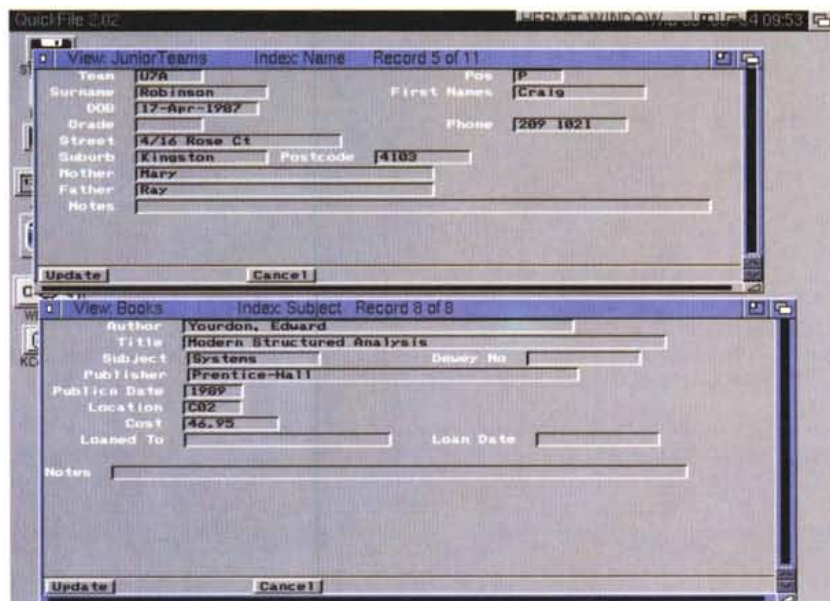 QuickFile 2.02 HERMIT WINDOW 09:53
View: JuniorTeams Index: Name Record 5 of 11
Team U7A Pos P
Surname Robinson First Names Craig
DOB 17-Apr-1987
Grade Phone 209 1021
Street 4/16 Rose Ct
Suburb Kingston Postcode 4103
Mother Mary
Father Ray
Notes
Update Cancel
View: Books Index: Subject Record 8 of 8
Author Yourdon, Edward
Title Modern Structured Analysis
Subject Systems Dewey No
Publisher Prentice-Hall
Publicn Date 1989
Location C02
Cost 46.95
Loaned To Loan Date
Notes
Update Cancel